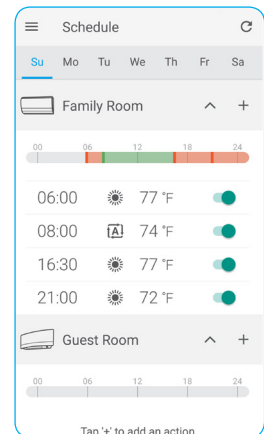 Schedule
Su Mo Tu We Th Fr Sa
Family Room
00 06 12 18 24
06:00 77 °F
08:00 A 74 °F
16:30 77 °F
21:00 72 °F
Guest Room
00 06 12 18 24
Tap '+' to add an action